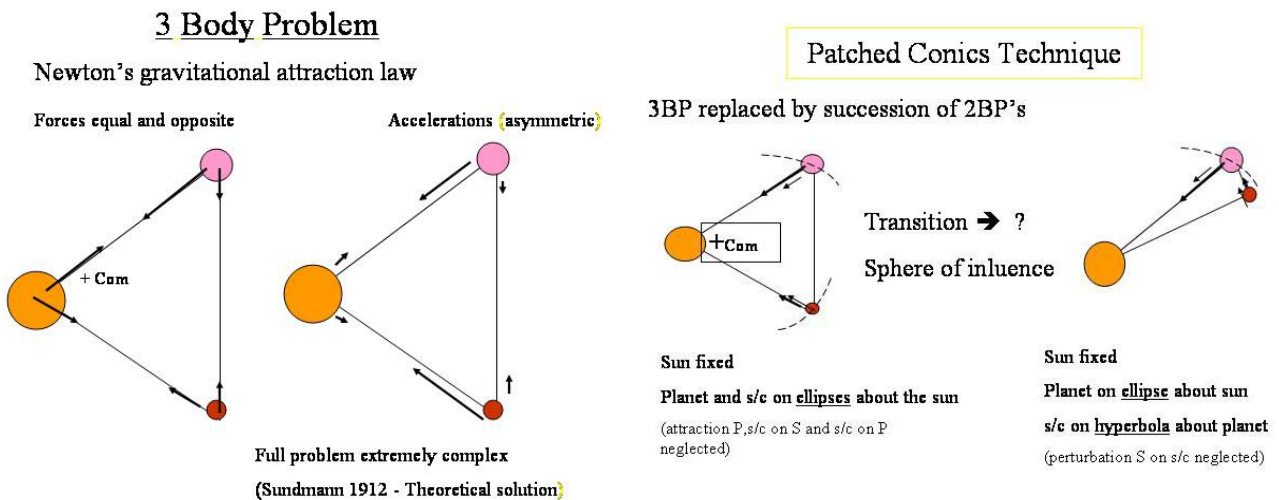 3 Body Problem
Newton's gravitational attraction law
Forces equal and opposite
Accelerations (asymmetric)
+ Com
Full problem extremely complex
(Sundmann 1912 - Theoretical solution)
Patched Conics Technique
3BP replaced by succession of 2BP's
+Com
Transition ➔ ?
Sphere of inluence
Sun fixed
Planet and s/c on ellipses about the sun
(attraction P,s/c on S and s/c on P
neglected)
Sun fixed
Planet on ellipse about sun
s/c on hyperbola about planet
(perturbation S on s/c neglected)